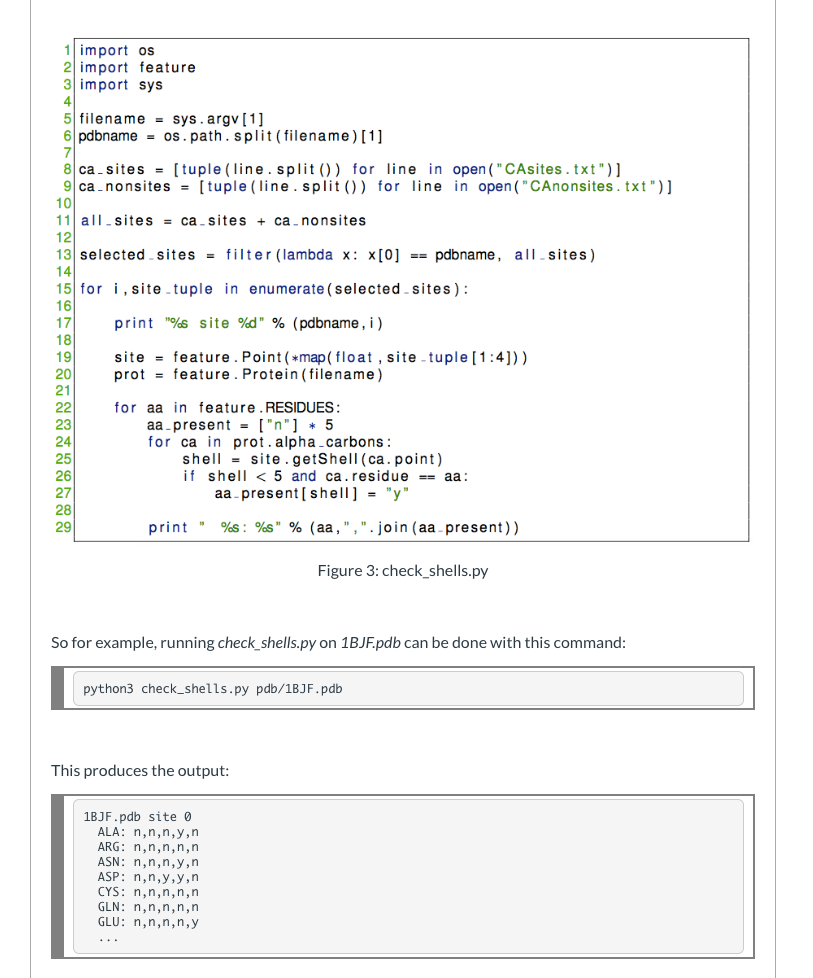 1 import os
2 import feature
3 import sys
4
5 filename = sys.argv[1]
6 pdbname = os.path.split(filename)[1]
7
8 ca_sites = [tuple(line.split()) for line in open("CAsites.txt")]
9 ca_nonsites = [tuple(line.split()) for line in open("CAnonsites.txt")]
10
11 all_sites = ca_sites + ca_nonsites
12
13 selected_sites = filter(lambda x: x[0] == pdbname, all_sites)
14
15 for i,site_tuple in enumerate(selected_sites):
16
17     print "%s site %d" % (pdbname,i)
18
19     site = feature.Point(*map(float,site_tuple[1:4]))
20     prot = feature.Protein(filename)
21
22     for aa in feature.RESIDUES:
23         aa_present = ["n"] * 5
24         for ca in prot.alpha_carbons:
25             shell = site.getShell(ca.point)
26             if shell < 5 and ca.residue == aa:
27                 aa_present[shell] = "y"
28
29         print "  %s: %s" % (aa,",".join(aa_present))
Figure 3: check_shells.py
So for example, running check_shells.py on 1BJF.pdb can be done with this command:
python3 check_shells.py pdb/1BJF.pdb
This produces the output:
1BJF.pdb site 0
  ALA: n,n,n,y,n
  ARG: n,n,n,n,n
  ASN: n,n,n,y,n
  ASP: n,n,y,y,n
  CYS: n,n,n,n,n
  GLN: n,n,n,n,n
  GLU: n,n,n,n,y
  ...